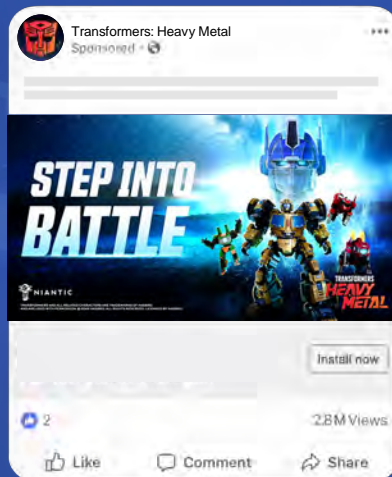 Transformers: Heavy Metal
Sponsored
STEP INTO
BATTLE
NIANTIC
TRANSFORMERS
HEAVY
METAL
Install now
2
2.8M Views
Like Comment Share